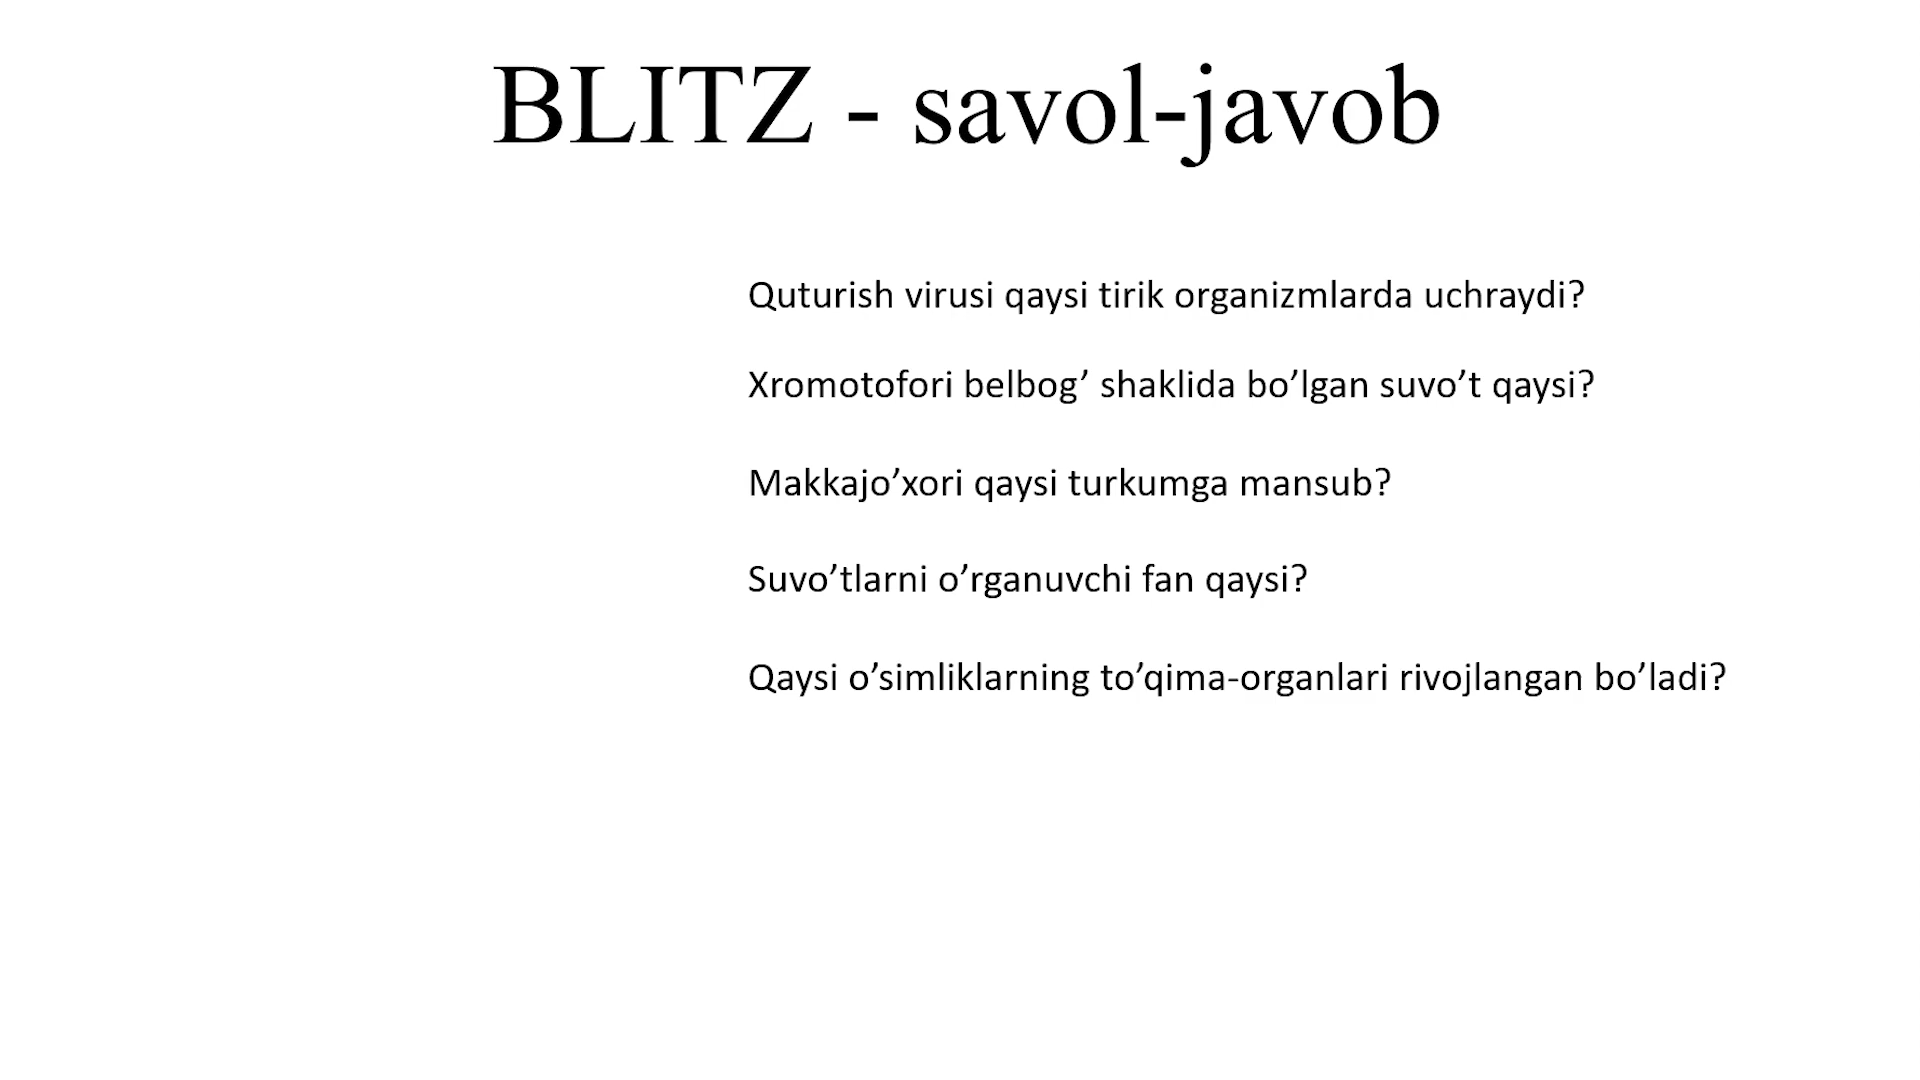 BLITZ - savol-javob
Quturish virusi qaysi tirik organizmlarda uchraydi?
Xromotofori belbog’ shaklida bo’lgan suvo’t qaysi?
Makkajo’xori qaysi turkumga mansub?
Suvo’tlarni o’rganuvchi fan qaysi?
Qaysi o’simliklarning to’qima-organlari rivojlangan bo’ladi?